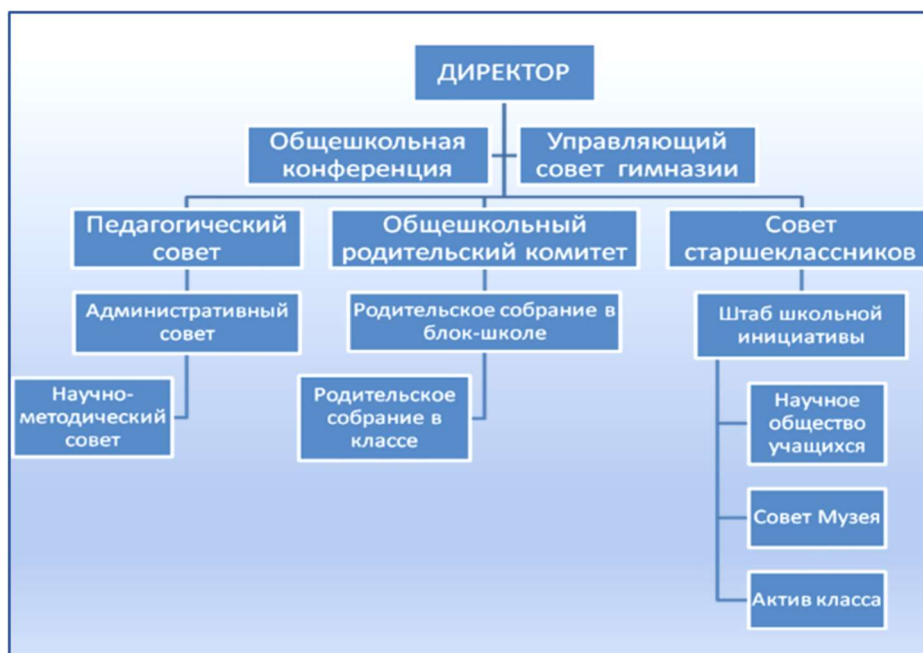 ДИРЕКТОР
Общешкольная
конференция
Управляющий
совет гимназии
Педагогический
совет
Общешкольный
родительский комитет
Совет
старшеклассников
Административный
совет
Родительское собрание в
блок-школе
Штаб школьной
инициативы
Научно-
методический
совет
Родительское
собрание в
классе
Научное
общество
учащихся
Совет Музея
Актив класса